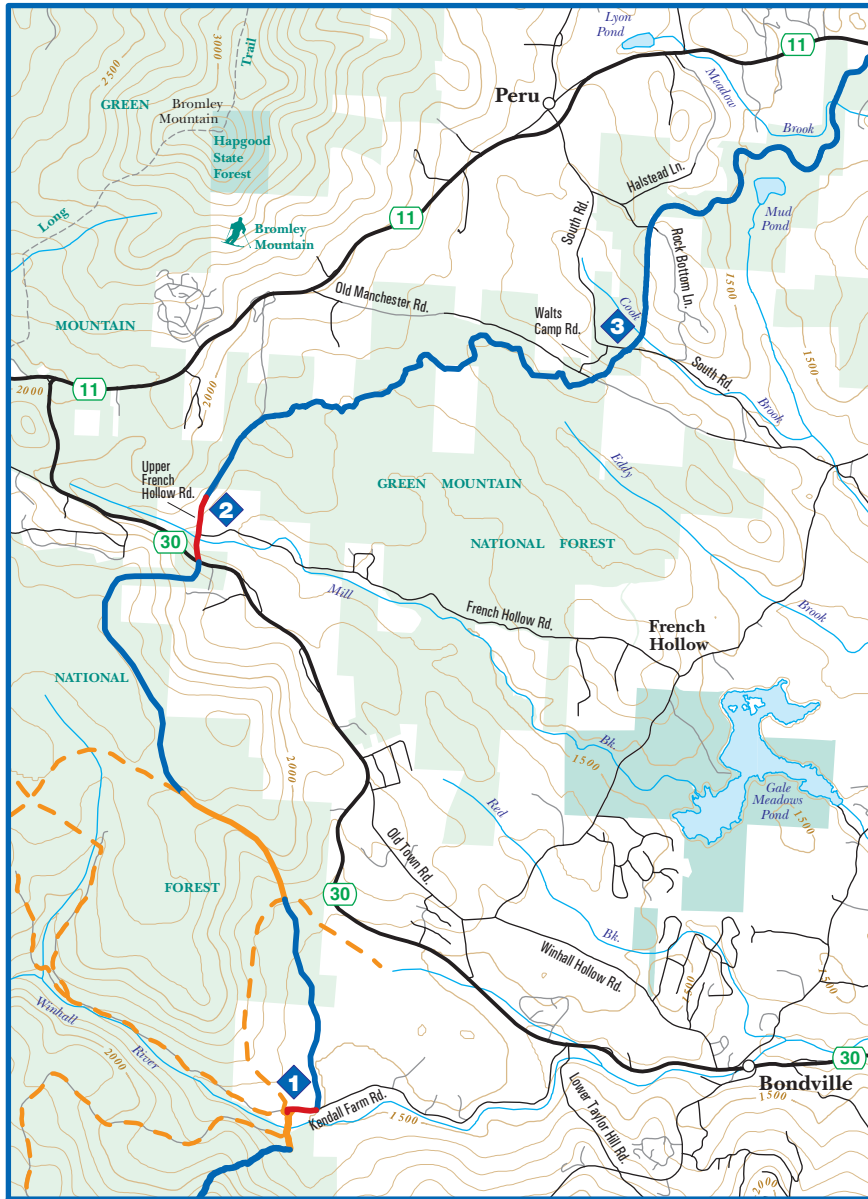 Lyon
Pond
11
3000
Trail
2500
Meadow
Peru
GREEN
Bromley
Mountain
Brook
Hapgood
State
Forest
Halstead Ln.
Long
11
South Rd.
Mud
Pond
Bromley
Mountain
Rock Bottom Ln.
1500
Old Manchester Rd.
Cook
Walts
Camp Rd.
3
MOUNTAIN
1500
South Rd.
2000
11
2000
Brook
Upper
French
Hollow Rd.
Eddy
GREEN MOUNTAIN
2
30
NATIONAL FOREST
Mill
French Hollow Rd.
Brook
French
Hollow
NATIONAL
2000
Bk.
1500
Red
Gale
Meadows
Pond
1500
Old Town Rd.
FOREST
30
Bk.
Winhall Hollow Rd.
1500
1500
Winhall
River
2000
30
1
Bondville
Kendall Farm Rd.
1500
Lower Taylor Hill Rd.
1500
2000